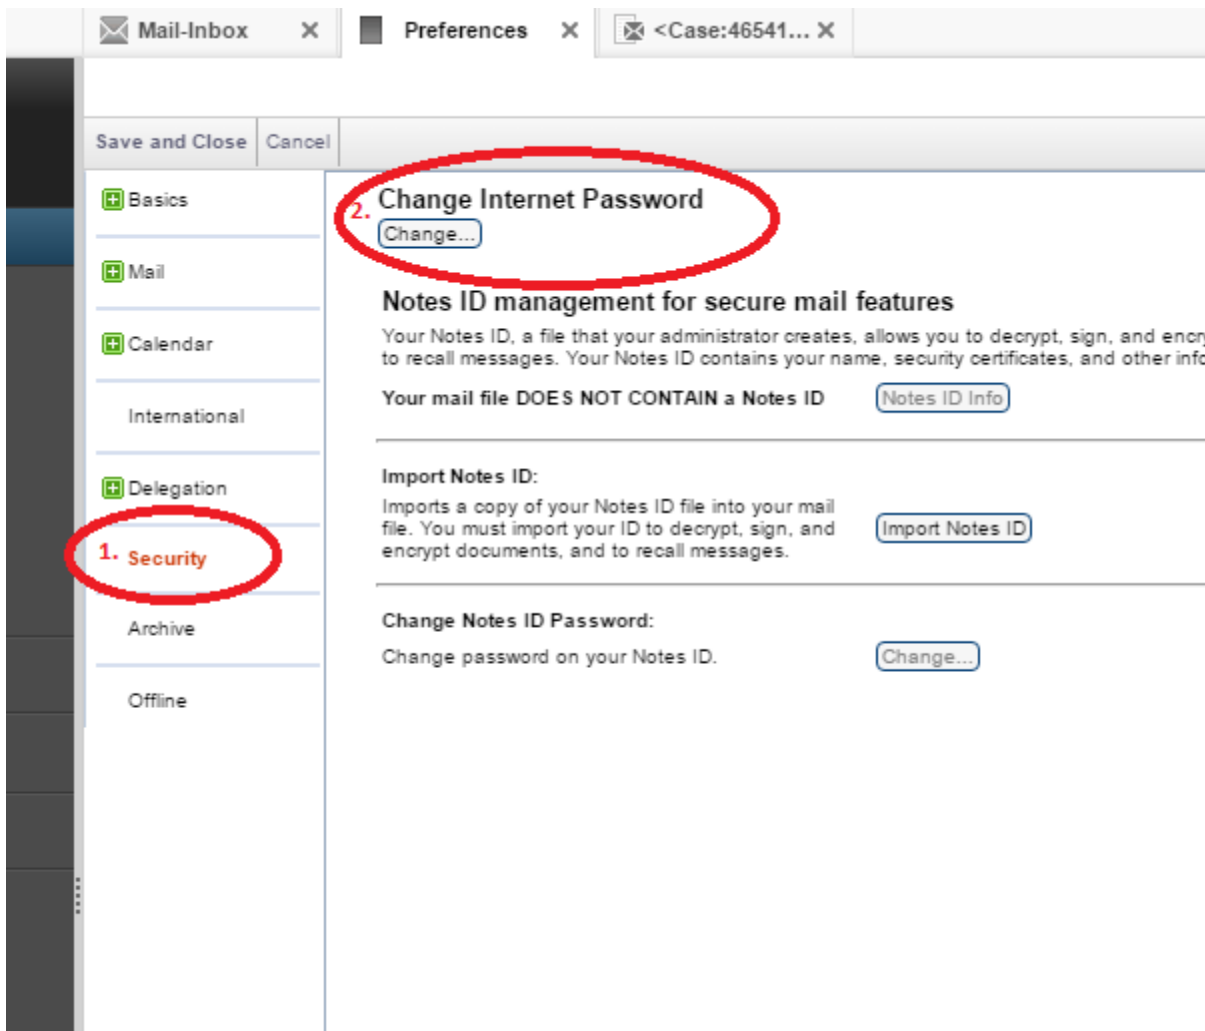 Mail-Inbox
Preferences
<Case:46541...
Save and Close Cancel
Basics
Mail
Calendar
International
Delegation
1. Security
Archive
Offline
2. Change Internet Password
Change...
Notes ID management for secure mail features
Your Notes ID, a file that your administrator creates, allows you to decrypt, sign, and encr
to recall messages. Your Notes ID contains your name, security certificates, and other info
Your mail file DOES NOT CONTAIN a Notes ID
Notes ID Info
Import Notes ID:
Imports a copy of your Notes ID file into your mail
file. You must import your ID to decrypt, sign, and
encrypt documents, and to recall messages.
Import Notes ID
Change Notes ID Password:
Change password on your Notes ID.
Change...